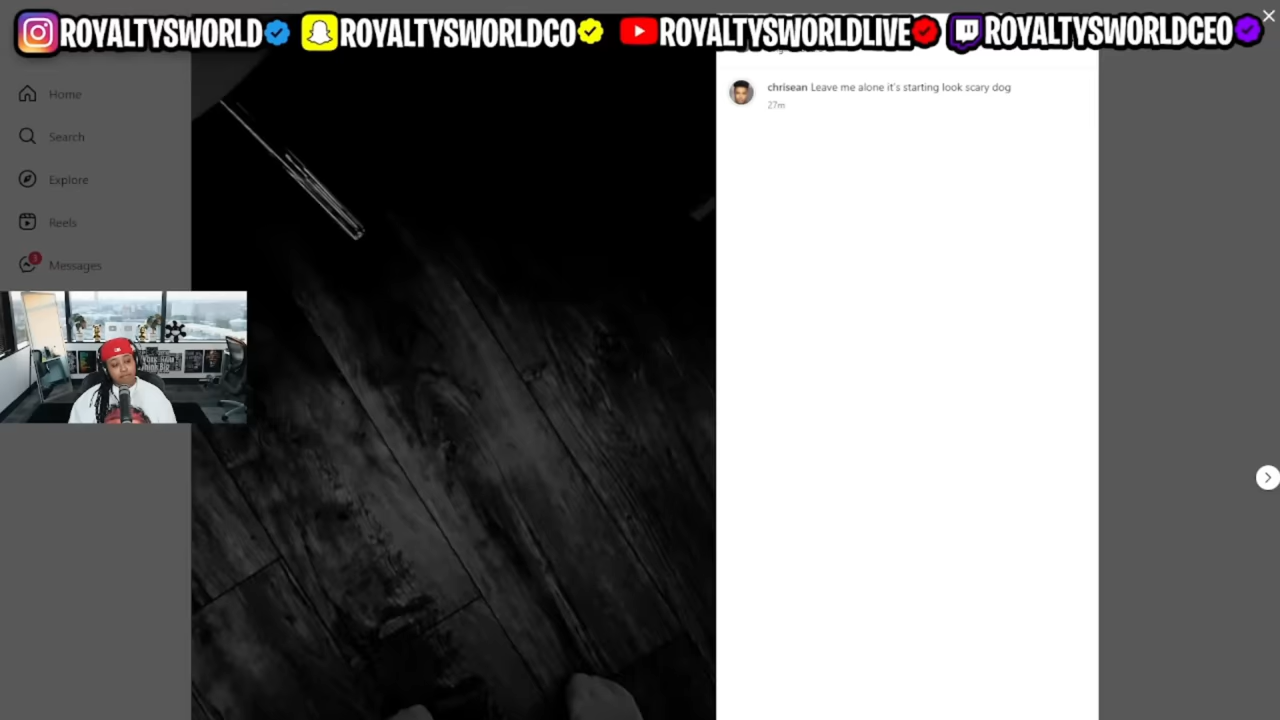 ROYALTYSWORLD ROYALTYSWORLDCO ROYALTYSWORLDLIVE ROYALTYSWORLDCEO
Home
Search
Explore
Reels
Messages
chrisean Leave me alone it's starting look scary dog
27m